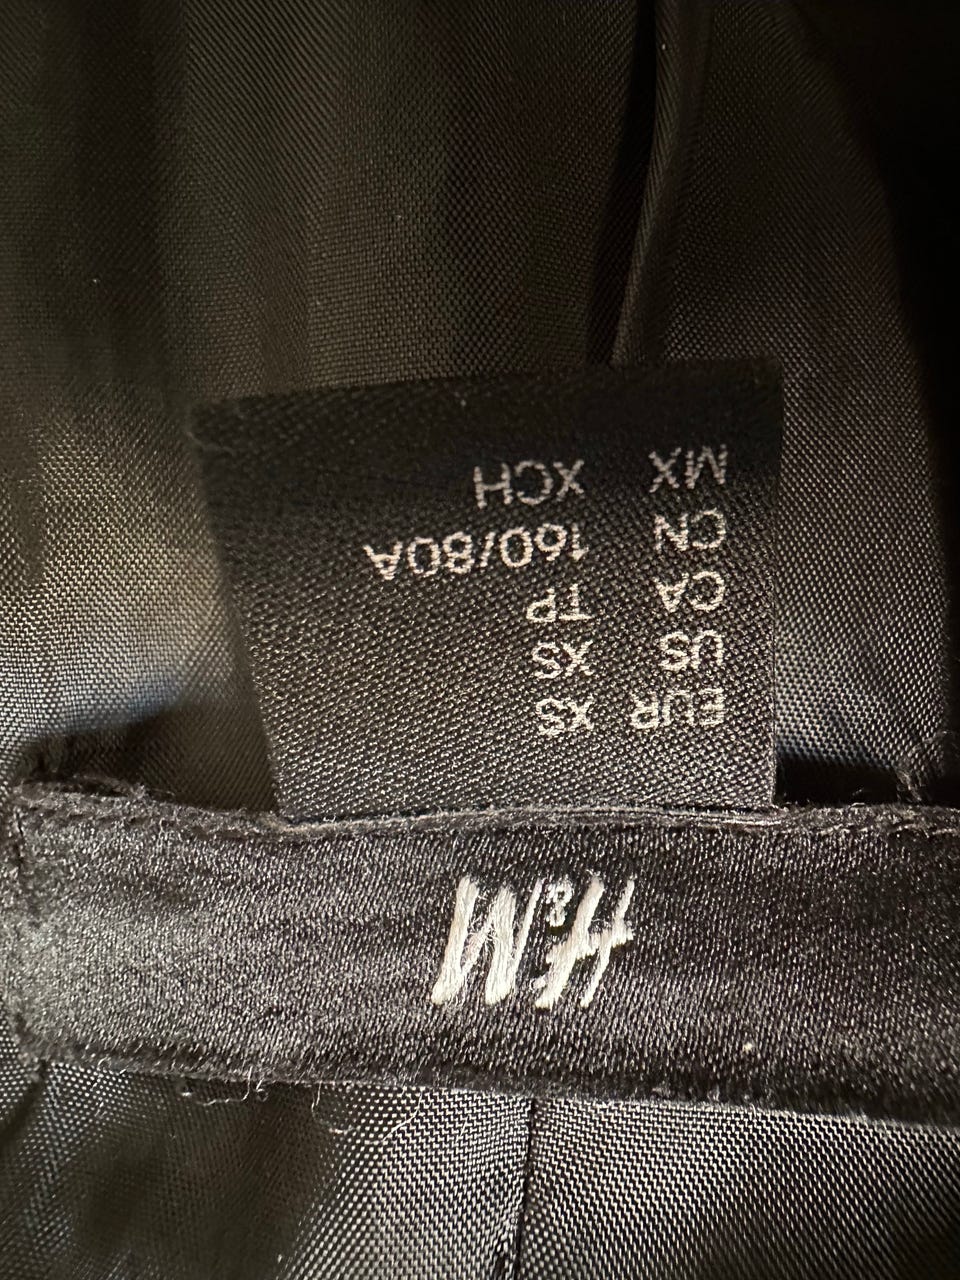 H&M
EUR XS
US XS
CA TP
CN 160/80A
MX XCH